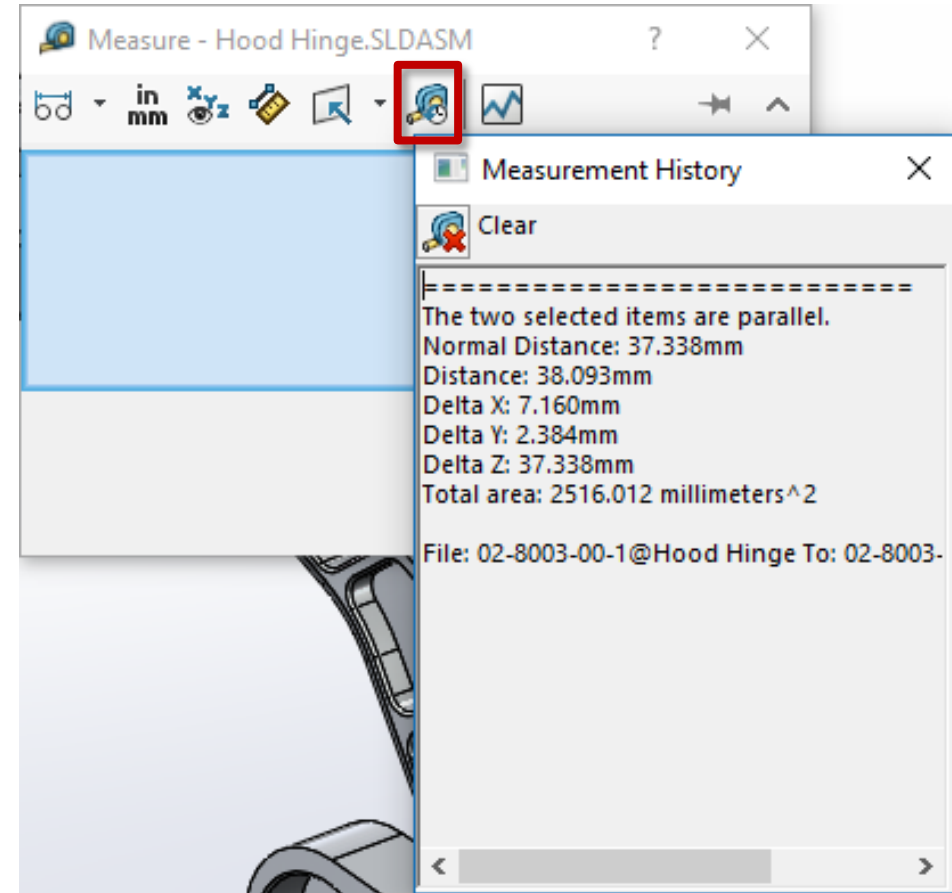 Measure - Hood Hinge.SLDASM ?
in
mm
x y z
Measurement History
Clear
===========================
The two selected items are parallel.
Normal Distance: 37.338mm
Distance: 38.093mm
Delta X: 7.160mm
Delta Y: 2.384mm
Delta Z: 37.338mm
Total area: 2516.012 millimeters^2
File: 02-8003-00-1@Hood Hinge To: 02-8003-